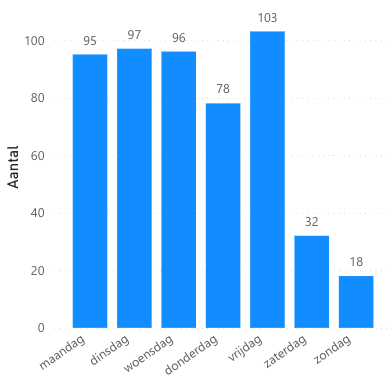 Aantal
100
80
60
40
20
0
95
97
96
78
103
32
18
maandag
dinsdag
woensdag
donderdag
vrijdag
zaterdag
zondag